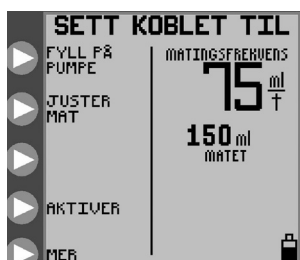 SETT KOBLET TIL
FYLL PÅ
PUMPE
JUSTER
MAT
AKTIVER
MER
MATINGSFREKVENS
75 ml/t
150 ml
MATET